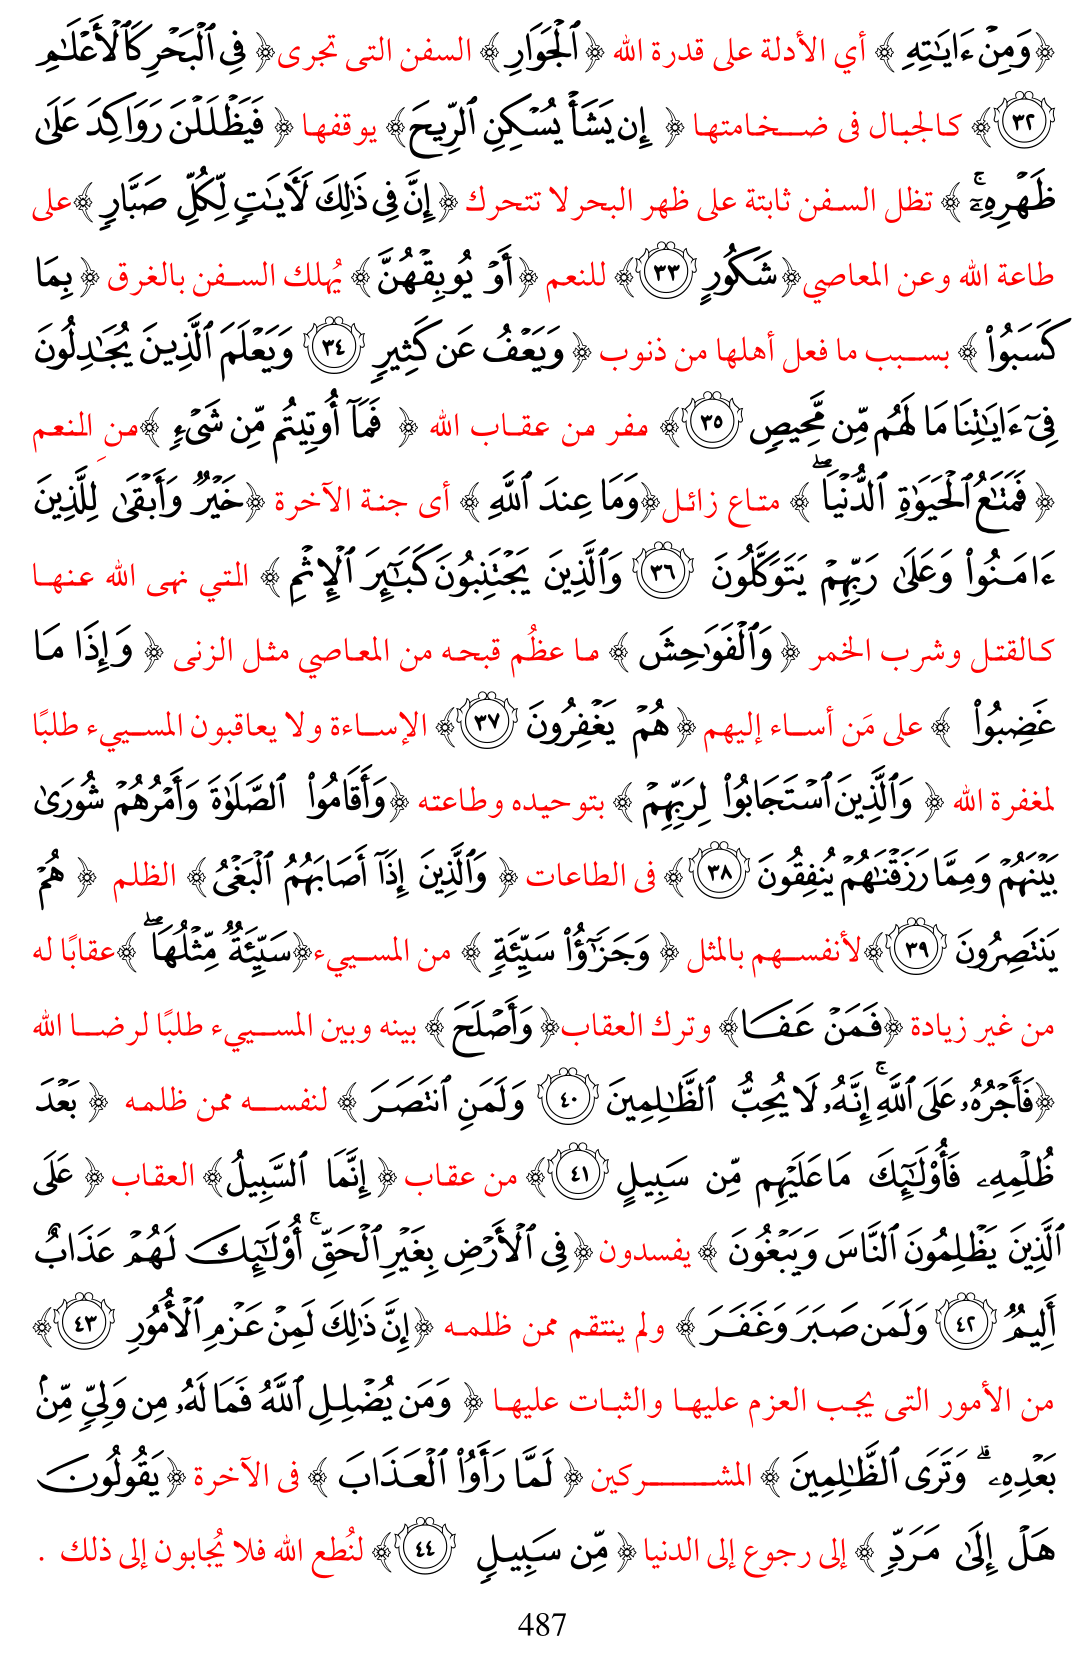 ﴿وَمِنْ ءَايَـٰتِهِ ﴾ أي الأدلة على قدرة الله ﴿ ٱلْجَوَارِ ﴾ السفن التى تجرى﴿ فِى ٱلْبَحْرِ كَٱلْأَعْلَـٰمِ
٣٢﴾ كالجبال فى ضخامتها ﴿ إِن يَشَأْ يُسْكِنِ ٱلرِّيحَ﴾ يوقفها ﴿ فَيَظْلَلْنَ رَوَاكِدَ عَلَىٰ
ظَهْرِهِۦٓ ۚ ﴾ تظل السفن ثابتة على ظهر البحر لا تتحرك ﴿ إِنَّ فِى ذَٰلِكَ لَـَٔايَـٰتٍ لِّكُلِّ صَبَّارٍ ﴾على
طاعة الله وعن المعاصي﴿شَكُورٍ ٣٣﴾ للنعم ﴿أَوْ يُوبِقْهُنَّ﴾ يُهلك السفن بالغرق ﴿ بِمَا
كَسَبُوا۟ ﴾ بسبب ما فعل أهلها من ذنوب ﴿ وَيَعْفُ عَن كَثِيرٍ ٣٤ وَيَعْلَمَ ٱلَّذِينَ يُجَـٰدِلُونَ
فِىٓ ءَايَـٰتِنَا مَا لَهُم مِّن مَّحِيصٍ ٣٥﴾ مفر من عقاب الله ﴿ فَمَآ أُوتِيتُم مِّن شَىْءٍ ﴾من المنعم
﴿ فَمَتَـٰعُ ٱلْحَيَوٰةِ ٱلدُّنْيَا ۖ ﴾ متاع زائل﴿وَمَا عِندَ ٱللَّهِ ﴾ أى جنة الآخرة ﴿خَيْرٌ وَأَبْقَىٰ لِلَّذِينَ
ءَامَنُوا۟ وَعَلَىٰ رَبِّهِمْ يَتَوَكَّلُونَ ٣٦ وَٱلَّذِينَ يَجْتَنِبُونَ كَبَـٰٓئِرَ ٱلْإِثْمِ ﴾ التي نهى الله عنها
كالقتل وشرب الخمر ﴿ وَٱلْفَوَٰحِشَ ﴾ ما عظُم قبحه من المعاصي مثل الزنى ﴿ وَإِذَا مَا
غَضِبُوا۟ ﴾ على مَن أساء إليهم ﴿هُمْ يَغْفِرُونَ ٣٧﴾ الإساءة ولا يعاقبون المسييء طلبًا
لمغفرة الله ﴿ وَٱلَّذِينَ ٱسْتَجَابُوا۟ لِرَبِّهِمْ ﴾ بتوحيده وطاعته ﴿وَأَقَامُوا۟ ٱلصَّلَوٰةَ وَأَمْرُهُمْ شُورَىٰ
بَيْنَهُمْ وَمِمَّا رَزَقْنَـٰهُمْ يُنفِقُونَ ٣٨﴾ فى الطاعات ﴿ وَٱلَّذِينَ إِذَآ أَصَابَهُمُ ٱلْبَغْىُ﴾ الظلم ﴿ هُمْ
يَنتَصِرُونَ ٣٩﴾لأنفسهم بالمثل ﴿ وَجَزَٰٓؤُا۟ سَيِّئَةٍ ﴾ من المسييء﴿سَيِّئَةٌ مِّثْلُهَا ۖ ﴾عقابًا له
من غير زيادة ﴿فَمَنْ عَفَا﴾ وترك العقاب﴿ وَأَصْلَحَ ﴾ بينه وبين المسييء طلبًا لرضا الله
﴿فَأَجْرُهُۥ عَلَى ٱللَّهِ ۚ إِنَّهُۥ لَا يُحِبُّ ٱلظَّـٰلِمِينَ ٤٠ وَلَمَنِ ٱنتَصَرَ ﴾ لنفسه ممن ظلمه ﴿ بَعْدَ
ظُلْمِهِۦ فَأُو۟لَـٰٓئِكَ مَا عَلَيْهِم مِّن سَبِيلٍ ٤١﴾ من عقاب ﴿ إِنَّمَا ٱلسَّبِيلُ﴾ العقاب ﴿ عَلَى
ٱلَّذِينَ يَظْلِمُونَ ٱلنَّاسَ وَيَبْغُونَ ﴾ يفسدون ﴿فِى ٱلْأَرْضِ بِغَيْرِ ٱلْحَقِّ ۚ أُو۟لَـٰٓئِكَ لَهُمْ عَذَابٌ
أَلِيمٌ ٤٢ وَلَمَن صَبَرَ وَغَفَرَ ﴾ ولم ينتقم ممن ظلمه ﴿إِنَّ ذَٰلِكَ لَمِنْ عَزْمِ ٱلْأُمُورِ ٤٣﴾
من الأمور التى يجب العزم عليها والثبات عليها ﴿ وَمَن يُضْلِلِ ٱللَّهُ فَمَا لَهُۥ مِن وَلِىٍّ مِّنۢ
بَعْدِهِۦ ۗ وَتَرَى ٱلظَّـٰلِمِينَ ﴾ المشركين ﴿ لَمَّا رَأَوُا۟ ٱلْعَذَابَ ﴾ فى الآخرة ﴿يَقُولُونَ
هَلْ إِلَىٰ مَرَدٍّ ﴾ إلى رجوع إلى الدنيا ﴿ مِّن سَبِيلٍ ٤٤﴾ لنُطع الله فلا يُجابون إلى ذلك .
487